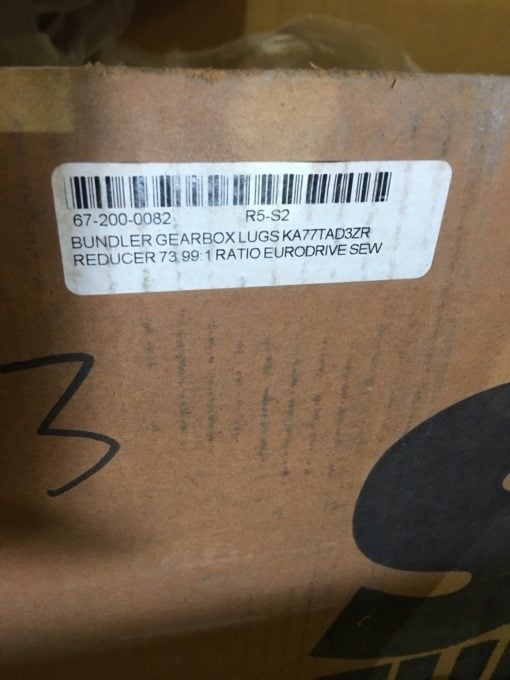 67-200-0082 R5-S2
BUNDLER GEARBOX LUGS KA77TAD3ZR
REDUCER 73.99:1 RATIO EURODRIVE SEW
3